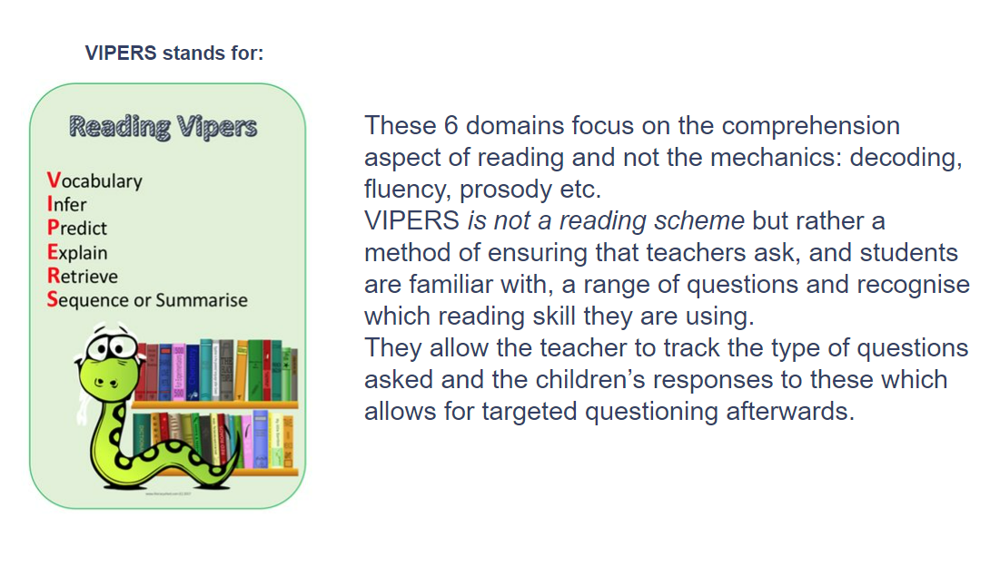 VIPERS stands for:
Reading Vipers
Vocabulary
Infer
Predict
Explain
Retrieve
Sequence or Summarise
These 6 domains focus on the comprehension
aspect of reading and not the mechanics: decoding,
fluency, prosody etc.
VIPERS is not a reading scheme but rather a
method of ensuring that teachers ask, and students
are familiar with, a range of questions and recognise
which reading skill they are using.
They allow the teacher to track the type of questions
asked and the children’s responses to these which
allows for targeted questioning afterwards.